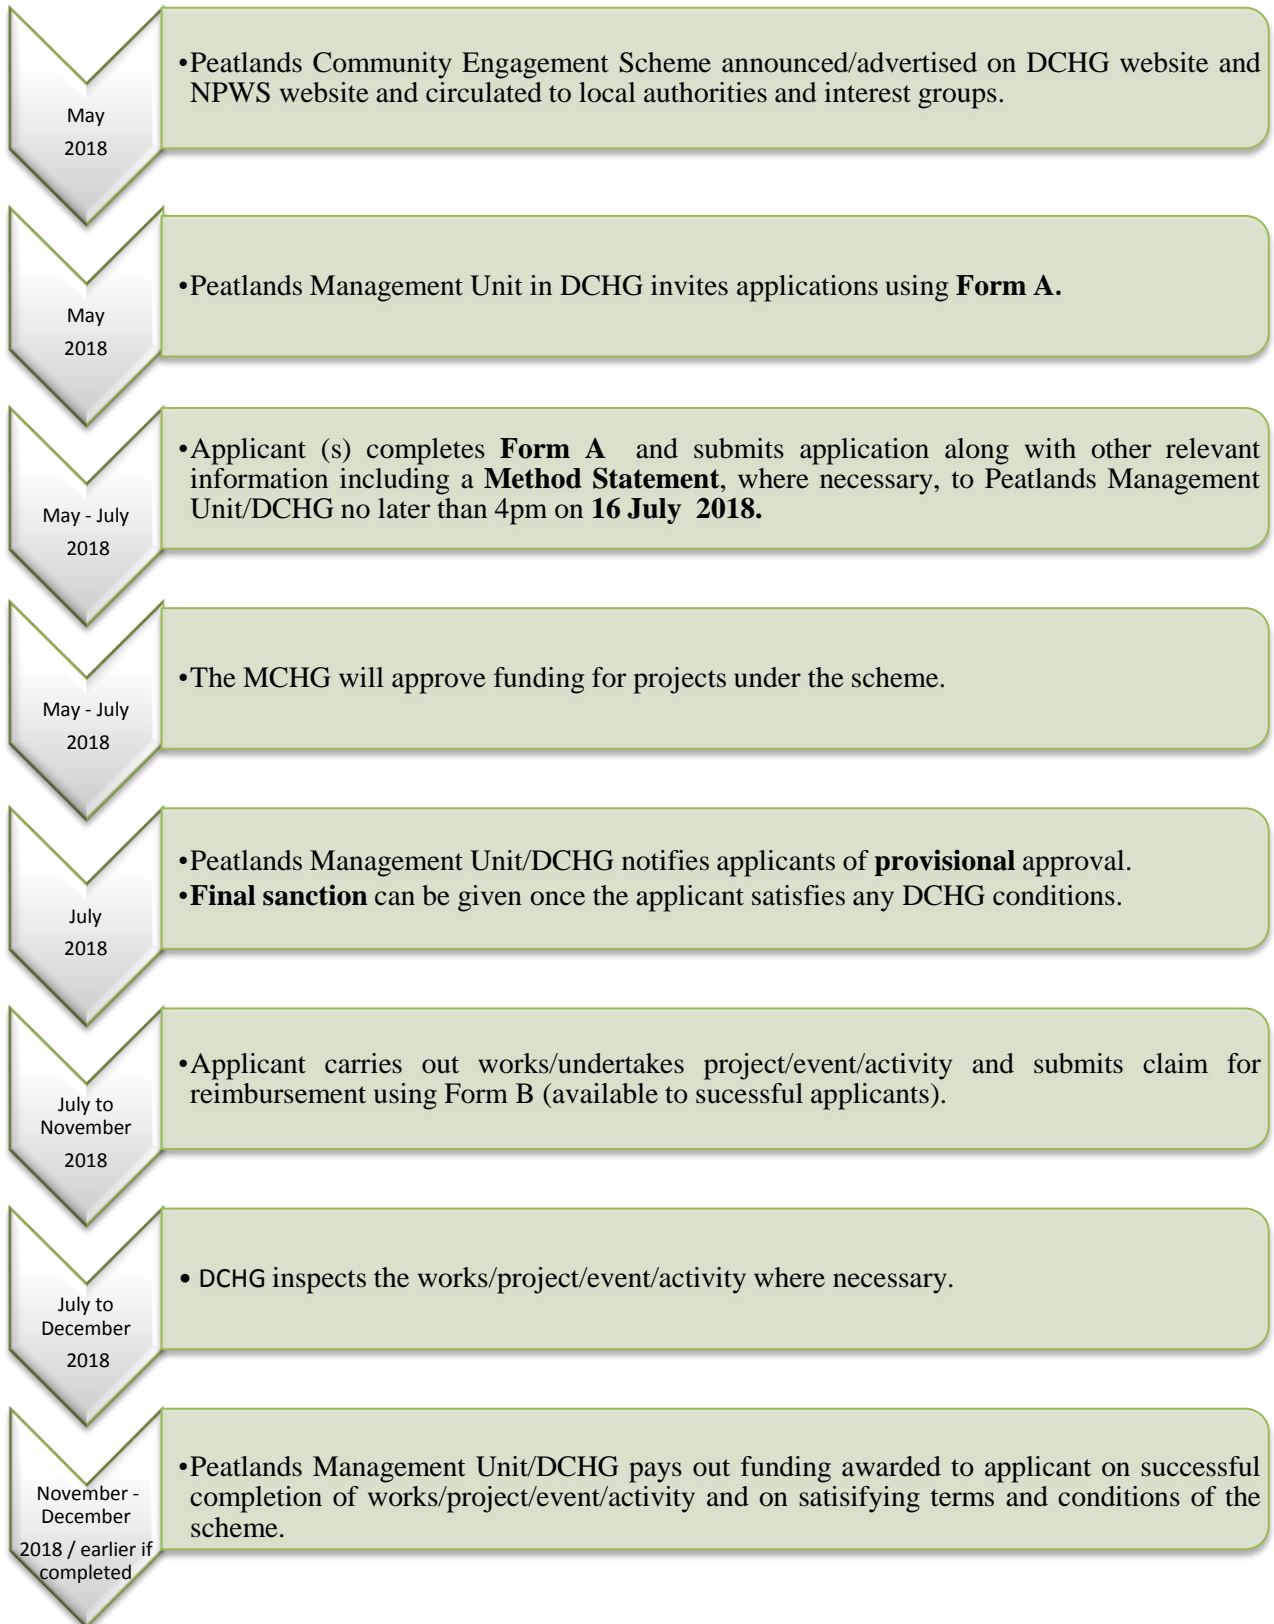 May
2018
•Peatlands Community Engagement Scheme announced/advertised on DCHG website and
NPWS website and circulated to local authorities and interest groups.
May
2018
•Peatlands Management Unit in DCHG invites applications using Form A.
May - July
2018
•Applicant (s) completes Form A and submits application along with other relevant
information including a Method Statement, where necessary, to Peatlands Management
Unit/DCHG no later than 4pm on 16 July 2018.
May - July
2018
•The MCHG will approve funding for projects under the scheme.
July
2018
•Peatlands Management Unit/DCHG notifies applicants of provisional approval.
•Final sanction can be given once the applicant satisfies any DCHG conditions.
July to
November
2018
•Applicant carries out works/undertakes project/event/activity and submits claim for
reimbursement using Form B (available to sucessful applicants).
July to
December
2018
• DCHG inspects the works/project/event/activity where necessary.
November -
December
2018 / earlier if
completed
•Peatlands Management Unit/DCHG pays out funding awarded to applicant on successful
completion of works/project/event/activity and on satisifying terms and conditions of the
scheme.